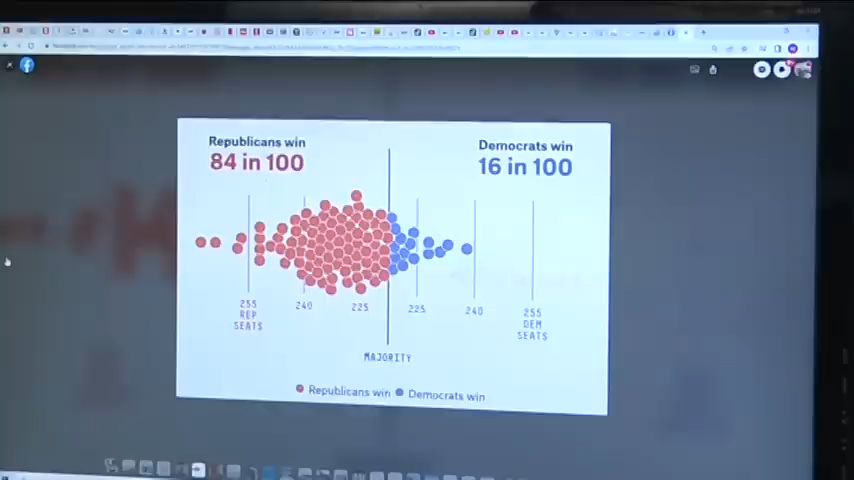 Republicans win
84 in 100
Democrats win
16 in 100
255
REP
SEATS
240
225
225
240
255
DEM
SEATS
MAJORITY
Republicans win
Democrats win